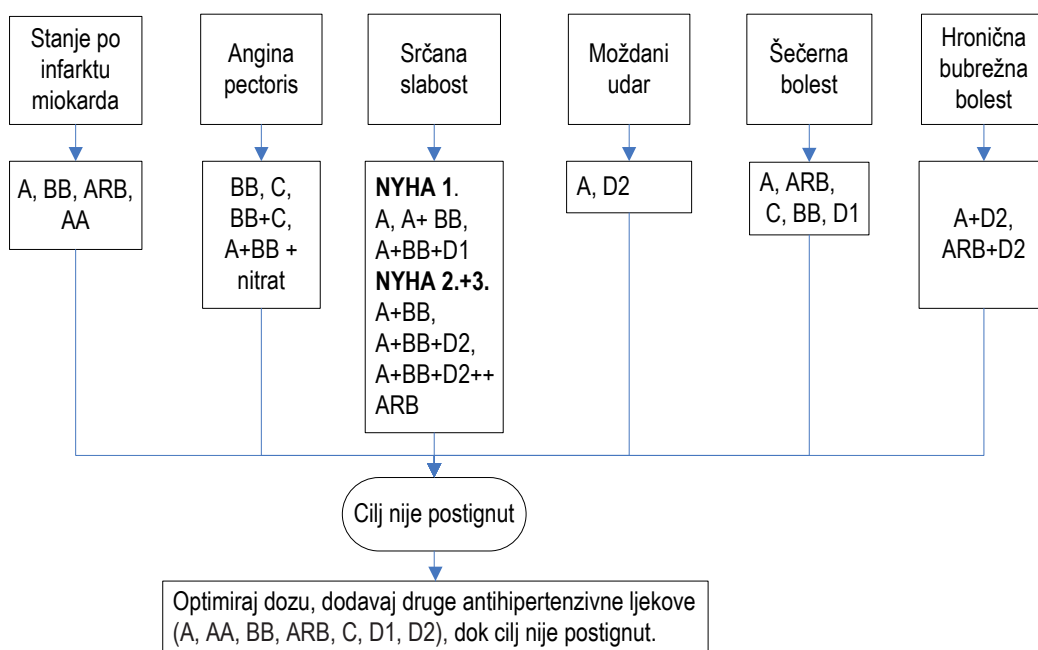 Stanje po
infarktu
miokarda
Angina
pectoris
Srčana
slabost
Moždani
udar
Šečerna
bolest
Hronična
bubrežna
bolest
A, BB, ARB,
AA
BB, C,
BB+C,
A+BB +
nitrat
NYHA 1.
A, A+ BB,
A+BB+D1
NYHA 2.+3.
A+BB,
A+BB+D2,
A+BB+D2++
ARB
A, D2
A, ARB,
C, BB, D1
A+D2,
ARB+D2
Cilj nije postignut
Optimiraj dozu, dodavaj druge antihipertenzivne ljekove
(A, AA, BB, ARB, C, D1, D2), dok cilj nije postignut.